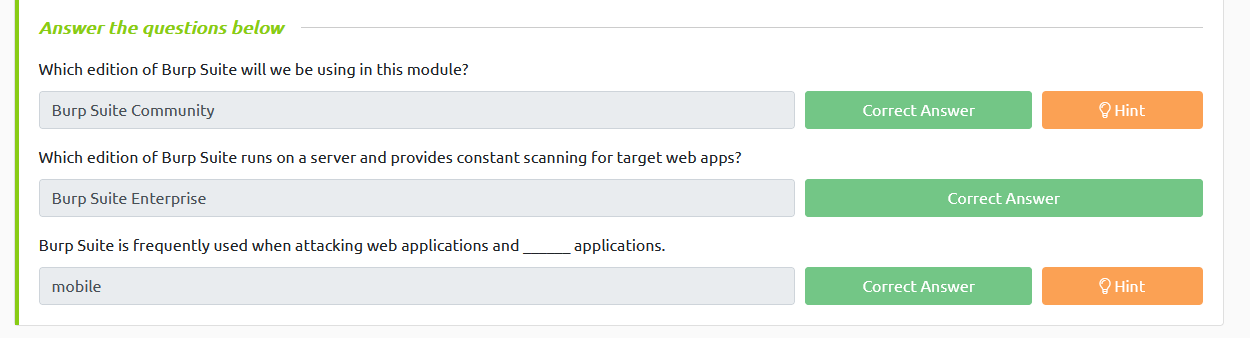 Answer the questions below
Which edition of Burp Suite will we be using in this module?
Burp Suite Community
Correct Answer
Hint
Which edition of Burp Suite runs on a server and provides constant scanning for target web apps?
Burp Suite Enterprise
Correct Answer
Burp Suite is frequently used when attacking web applications and ______ applications.
mobile
Correct Answer
Hint